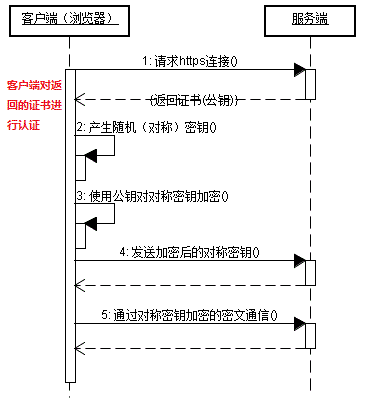 客户端（浏览器）
服务端
1: 请求https连接()
客户端对返
回的证书进
行认证
(返回证书(公钥))
2: 产生随机（对称）密钥()
3: 使用公钥对对称密钥加密()
4: 发送加密后的对称密钥()
5: 通过对称密钥加密的密文通信()